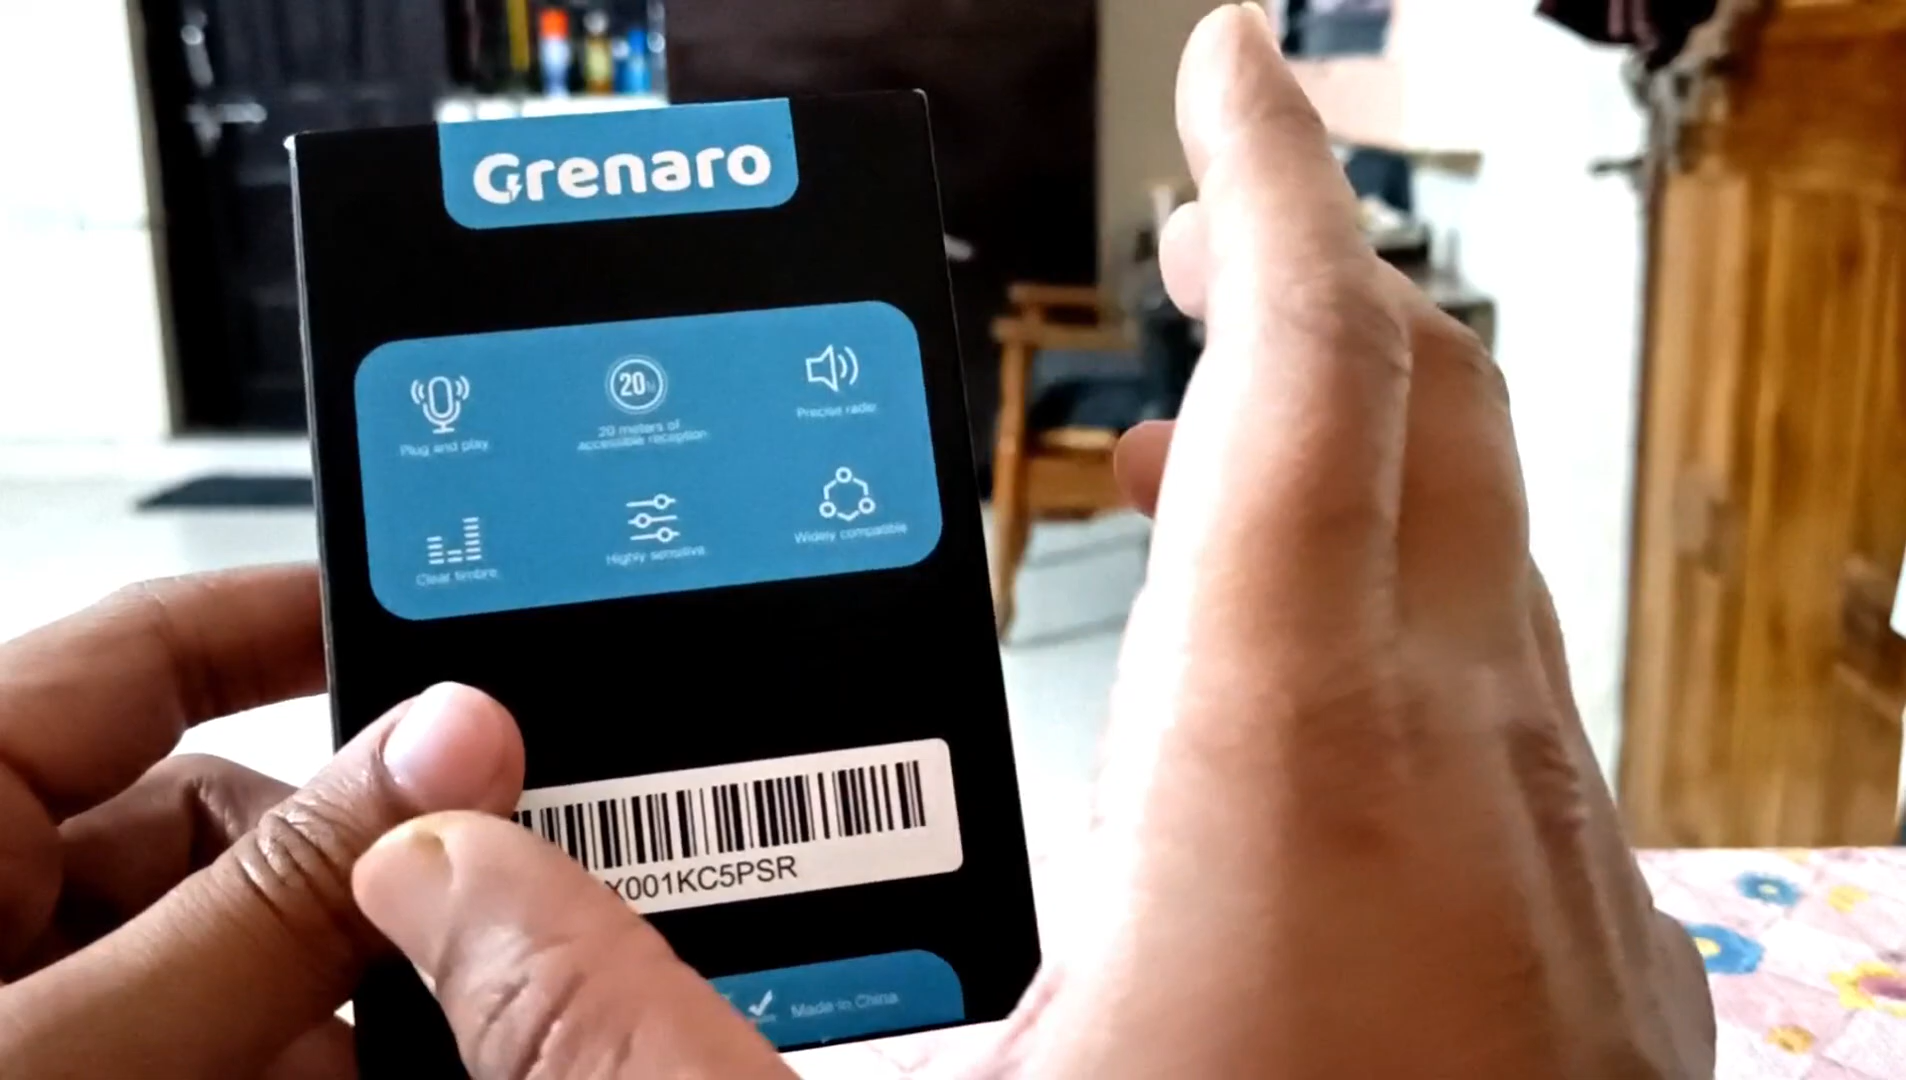 Grenaro
20
Plug and play
20 meters of
accessible reception
Precise radio
Clear timbre
Highly sensitive
Widely compatible
X001KC5PSR
Made in China